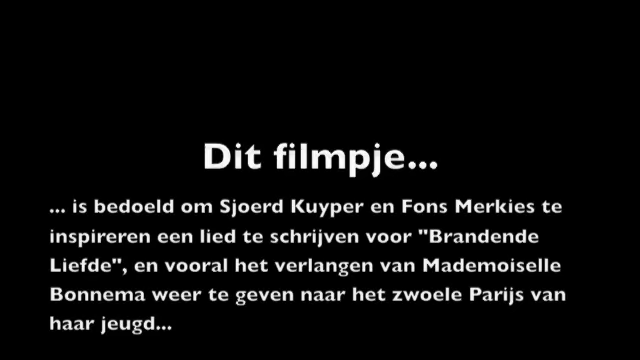 Dit filmpje...
... is bedoeld om Sjoerd Kuyper en Fons Merkies te
inspireren een lied te schrijven voor "Brandende
Liefde", en vooral het verlangen van Mademoiselle
Bonnema weer te geven naar het zwoele Parijs van
haar jeugd...